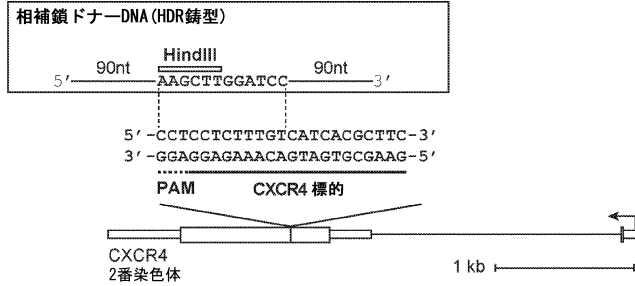 相補鎖ドナーDNA(HDR鋳型)
HindIII
90nt 90nt
5′ AAGCTTGGATCC 3′
5′-CCTCCTCTTTGTCATCACGCTTC-3′
3′-GGAGGAGAAACAGTAGTGCGAAG-5′
PAM CXCR4 標的
CXCR4
2番染色体
1 kb